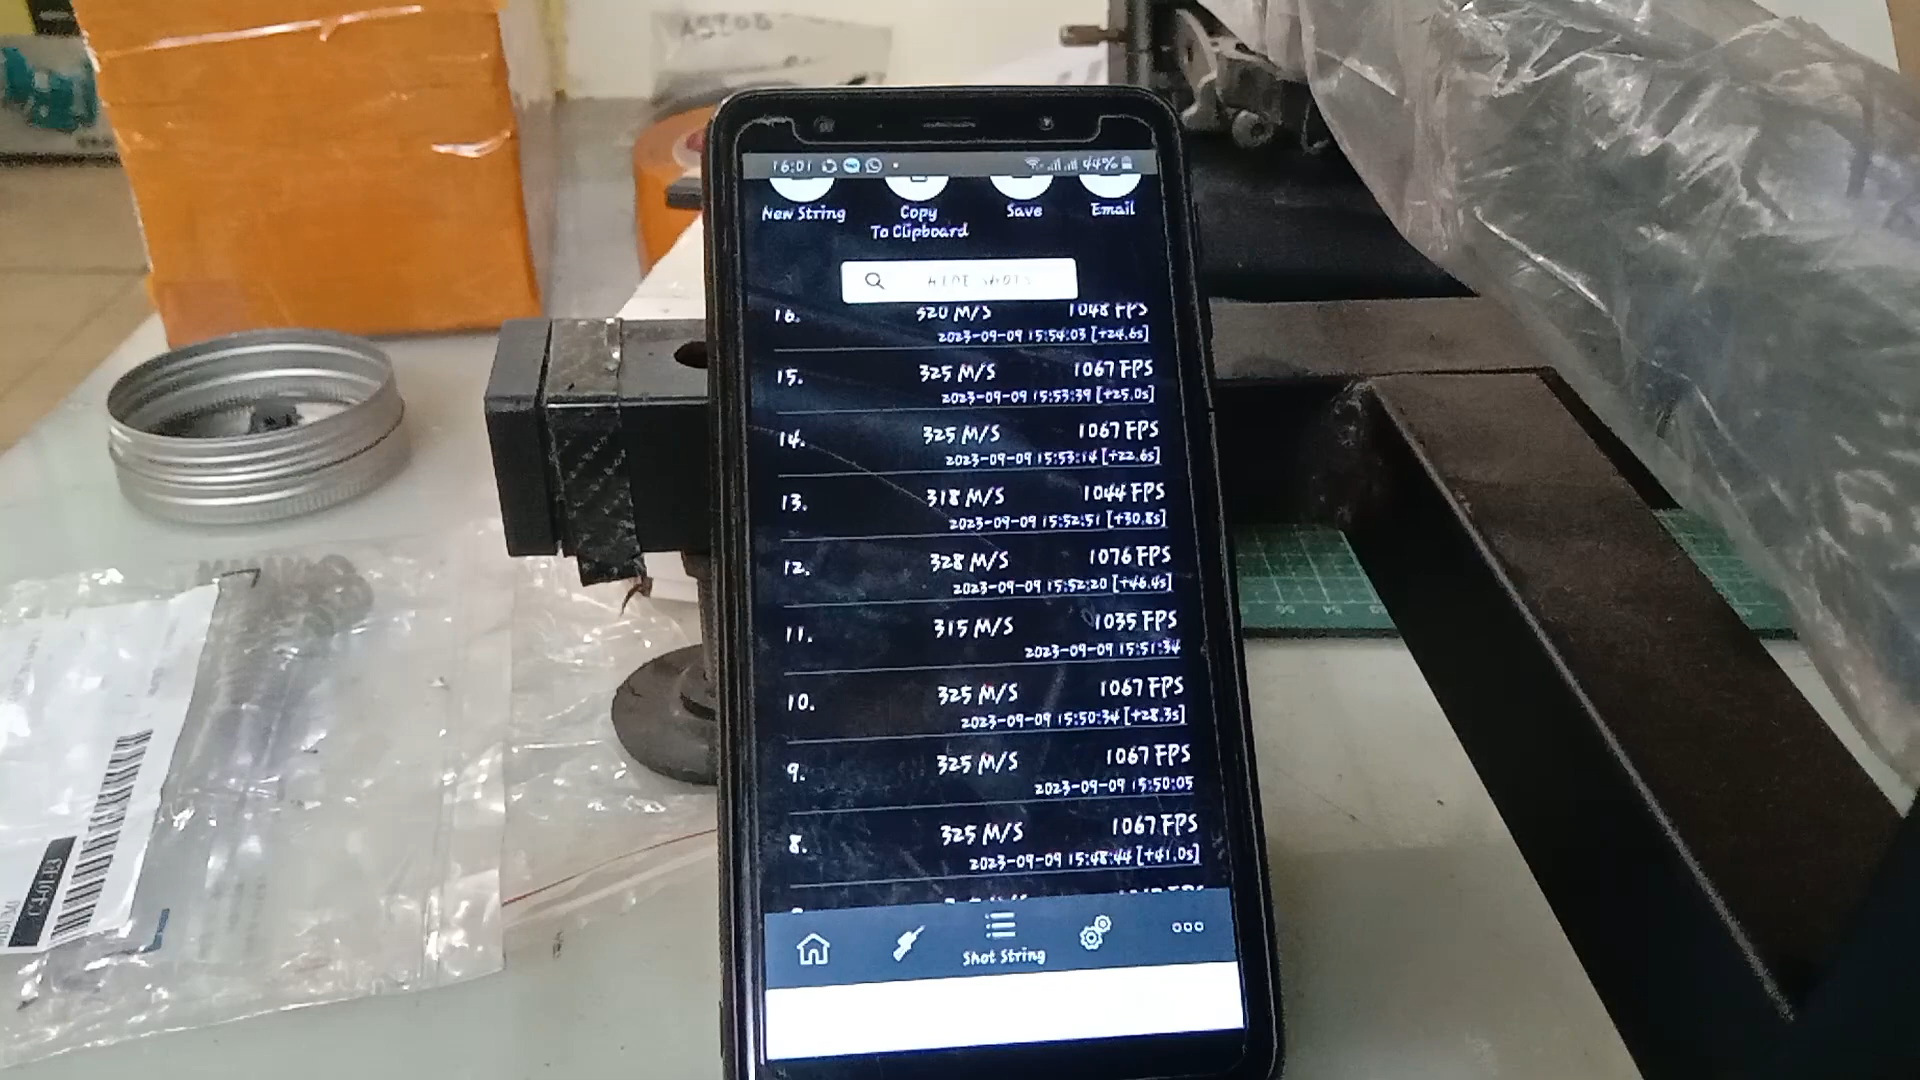 16:01
44%
New String
Copy
To Clipboard
Save
Email
HIDE SHOTS
16. 320 M/S 1048 FPS
2023-09-09 15:54:03 [+24.6s]
15. 325 M/S 1067 FPS
2023-09-09 15:53:39 [+25.0s]
14. 325 M/S 1067 FPS
2023-09-09 15:53:14 [+22.6s]
13. 318 M/S 1044 FPS
2023-09-09 15:52:51 [+30.8s]
12. 328 M/S 1076 FPS
2023-09-09 15:52:20 [+46.4s]
11. 315 M/S 1035 FPS
2023-09-09 15:51:34
10. 325 M/S 1067 FPS
2023-09-09 15:50:34 [+28.3s]
9. 325 M/S 1067 FPS
2023-09-09 15:50:05
8. 325 M/S 1067 FPS
2023-09-09 15:48:44 [+41.0s]
Shot String
MISUMI